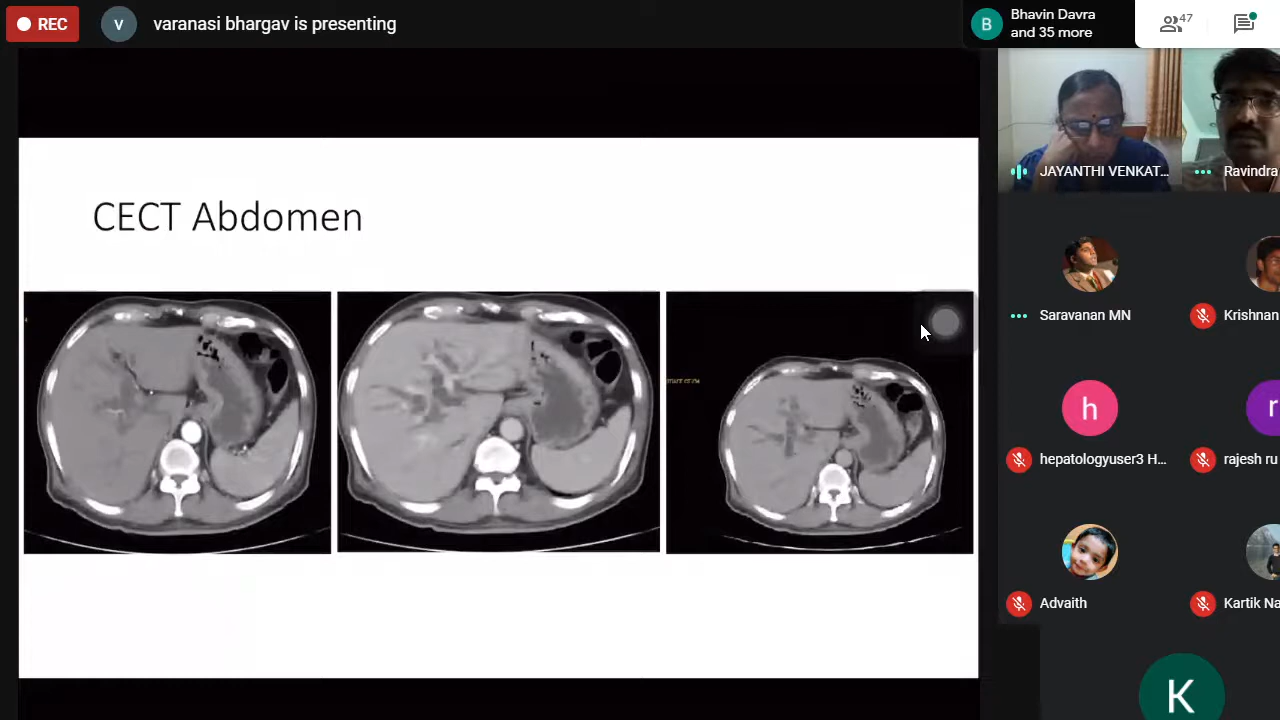 REC
V
varanasi bhargav is presenting
B
Bhavin Davra
and 35 more
47
CECT Abdomen
JAYANTHI VENKAT...
Ravindra
Saravanan MN
Krishnan
h
r
hepatologyuser3 H...
rajesh ru
Advaith
Kartik Na
K